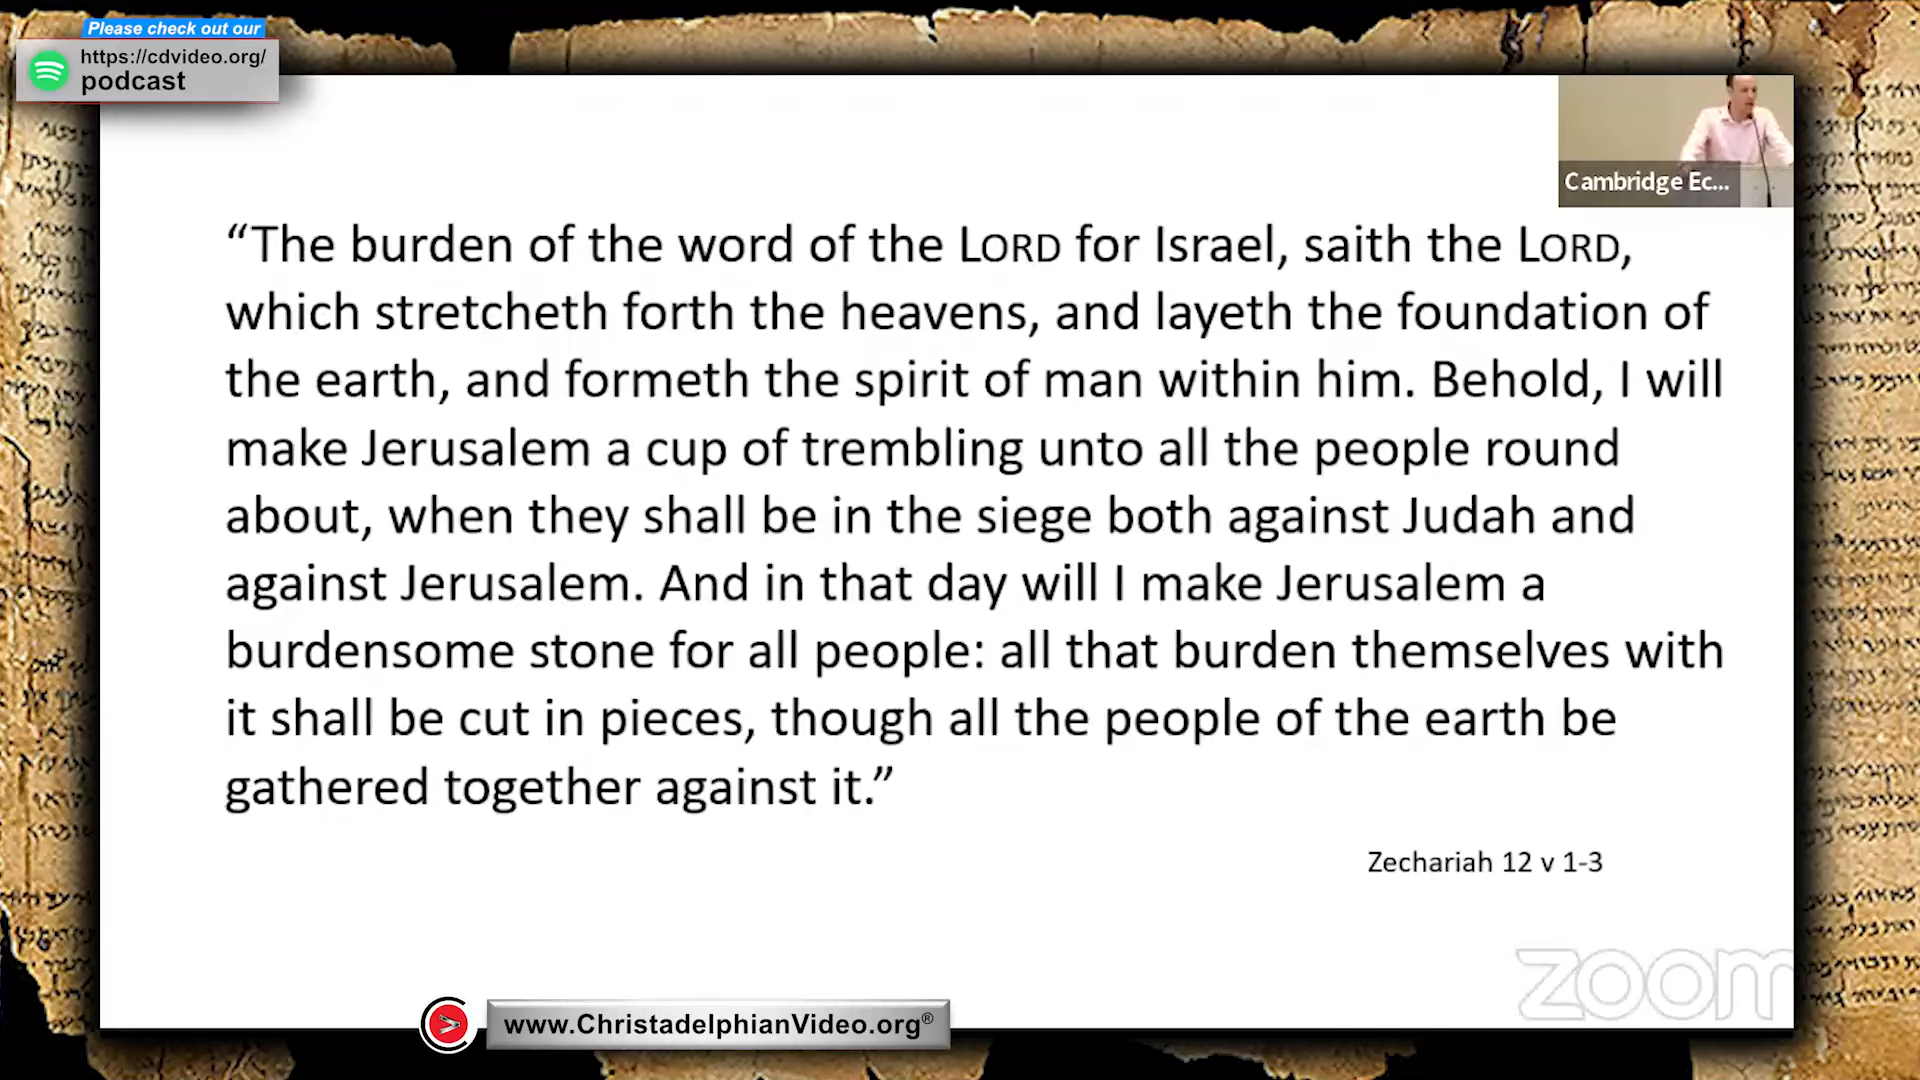 Please check out our
https://cdvideo.org/
podcast
Cambridge Ec...
“The burden of the word of the LORD for Israel, saith the LORD,
which stretcheth forth the heavens, and layeth the foundation of
the earth, and formeth the spirit of man within him. Behold, I will
make Jerusalem a cup of trembling unto all the people round
about, when they shall be in the siege both against Judah and
against Jerusalem. And in that day will I make Jerusalem a
burdensome stone for all people: all that burden themselves with
it shall be cut in pieces, though all the people of the earth be
gathered together against it.”
Zechariah 12 v 1-3
zoom
www.ChristadelphianVideo.org®